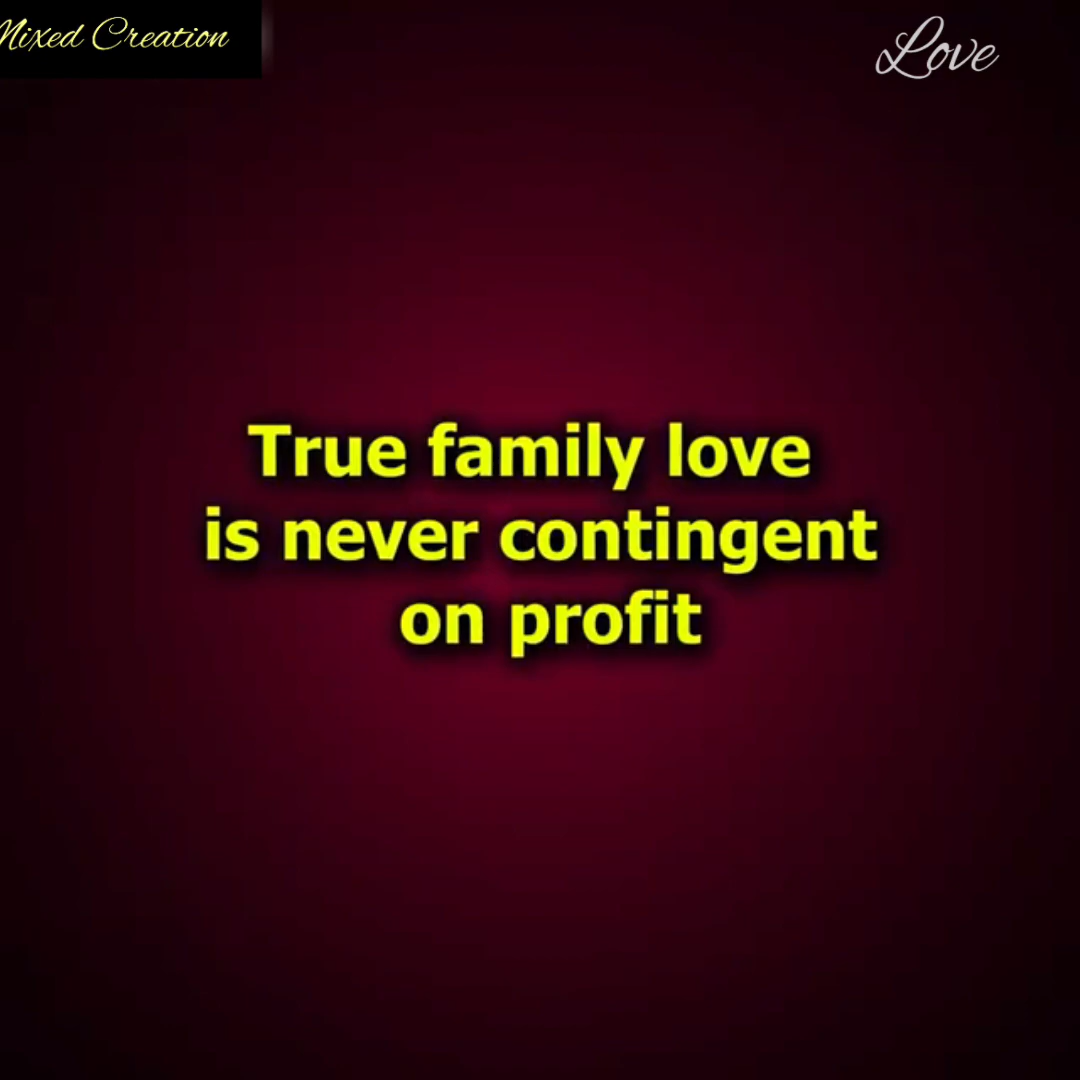 Mixed Creation
Love
True family love
is never contingent
on profit